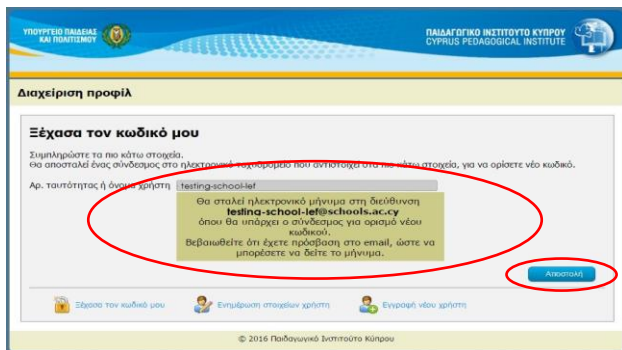 ΥΠΟΥΡΓΕΙΟ ΠΑΙΔΕΙΑΣ
ΚΑΙ ΠΟΛΙΤΙΣΜΟΥ
ΠΑΙΔΑΓΩΓΙΚΟ ΙΝΣΤΙΤΟΥΤΟ ΚΥΠΡΟΥ
CYPRUS PEDAGOGICAL INSTITUTE
Διαχείριση προφίλ
Ξέχασα τον κωδικό μου
Συμπληρώστε τα πιο κάτω στοιχεία.
Θα αποσταλεί ένας σύνδεσμος στο ηλεκτρονικό ταχυδρομείο που αντιστοιχεί στα πιο κάτω στοιχεία, για να ορίσετε νέο κωδικό.
Αρ. ταυτότητας ή όνομα χρήστη testing-school-lef
Θα σταλεί ηλεκτρονικό μήνυμα στη διεύθυνση
testing-school-lef@schools.ac.cy
όπου θα υπάρχει ο σύνδεσμος για ορισμό νέου
κωδικού.
Βεβαιωθείτε ότι έχετε πρόσβαση στο email, ώστε να
μπορέσετε να δείτε το μήνυμα.
Αποστολή
Ξέχασα τον κωδικό μου
Ενημέρωση στοιχείων χρήστη
Εγγραφή νέου χρήστη
© 2016 Παιδαγωγικό Ινστιτούτο Κύπρου